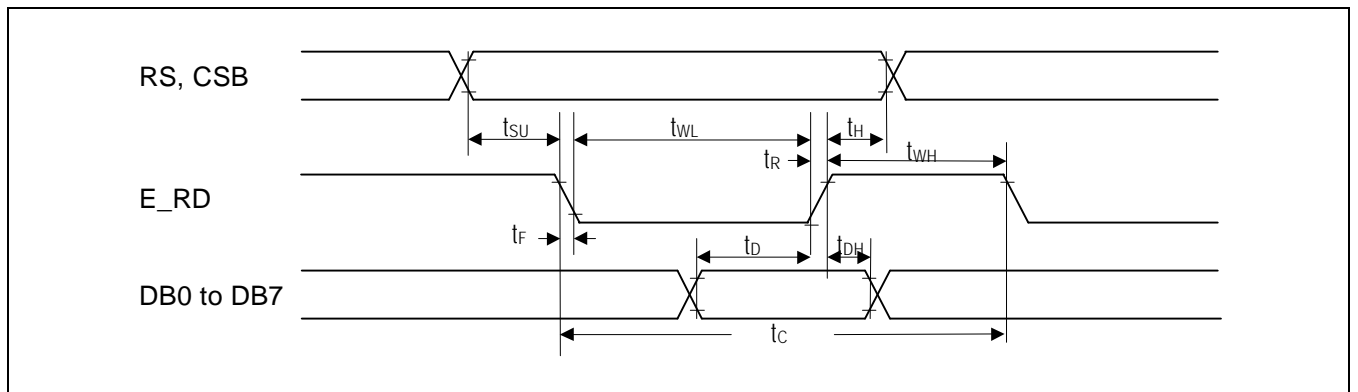 RS, CSB
tSU
tWL
tH
tR
tWH
E_RD
tF
tD
tDH
DB0 to DB7
tC